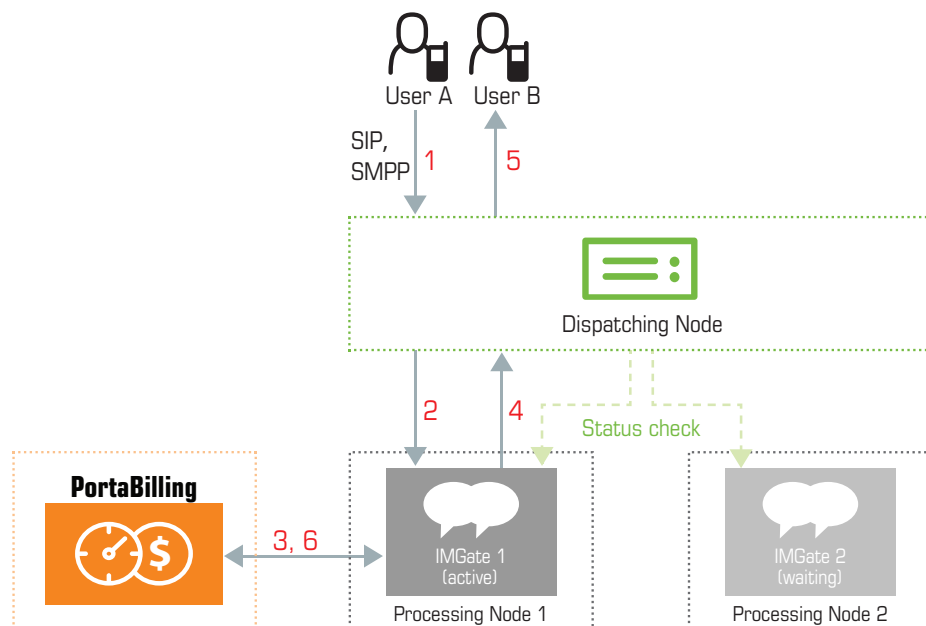 User A
User B
SIP,
SMPP
1
5
Dispatching Node
2
4
Status check
PortaBilling
$
3, 6
IMGate 1
(active)
IMGate 2
(waiting)
Processing Node 1
Processing Node 2